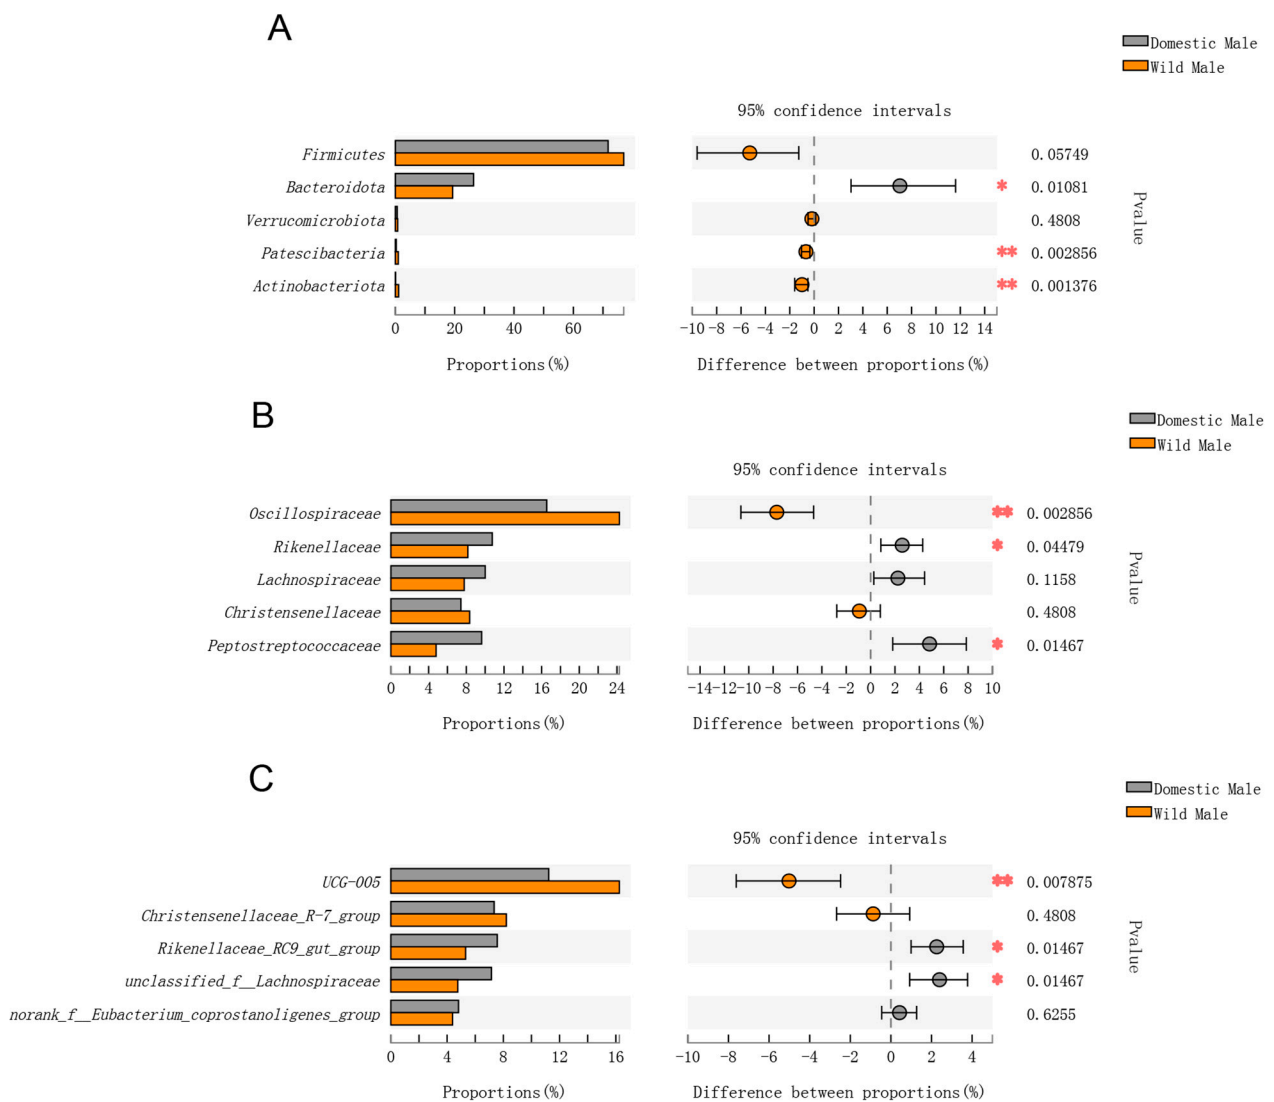 A
Domestic Male
Wild Male
95% confidence intervals
Firmicutes
0.05749
Bacteroidota
* 0.01081
Verrucomicrobiota
0.4808
Patescibacteria
** 0.002856
Actinobacteriota
** 0.001376
Pvalue
0 20 40 60
-10 -8 -6 -4 -2 0 2 4 6 8 10 12 14
Proportions(%)
Difference between proportions(%)
B
Domestic Male
Wild Male
95% confidence intervals
Oscillospiraceae
** 0.002856
Rikenellaceae
* 0.04479
Lachnospiraceae
0.1158
Christensenellaceae
0.4808
Peptostreptococcaceae
* 0.01467
Pvalue
0 4 8 12 16 20 24
-14 -12 -10 -8 -6 -4 -2 0 2 4 6 8 10
Proportions(%)
Difference between proportions(%)
C
Domestic Male
Wild Male
95% confidence intervals
UCG-005
** 0.007875
Christensenellaceae_R-7_group
0.4808
Rikenellaceae_RC9_gut_group
* 0.01467
unclassified_f__Lachnospiraceae
* 0.01467
norank_f__Eubacterium_coprostanoligenes_group
0.6255
Pvalue
0 4 8 12 16
-10 -8 -6 -4 -2 0 2 4
Proportions(%)
Difference between proportions(%)